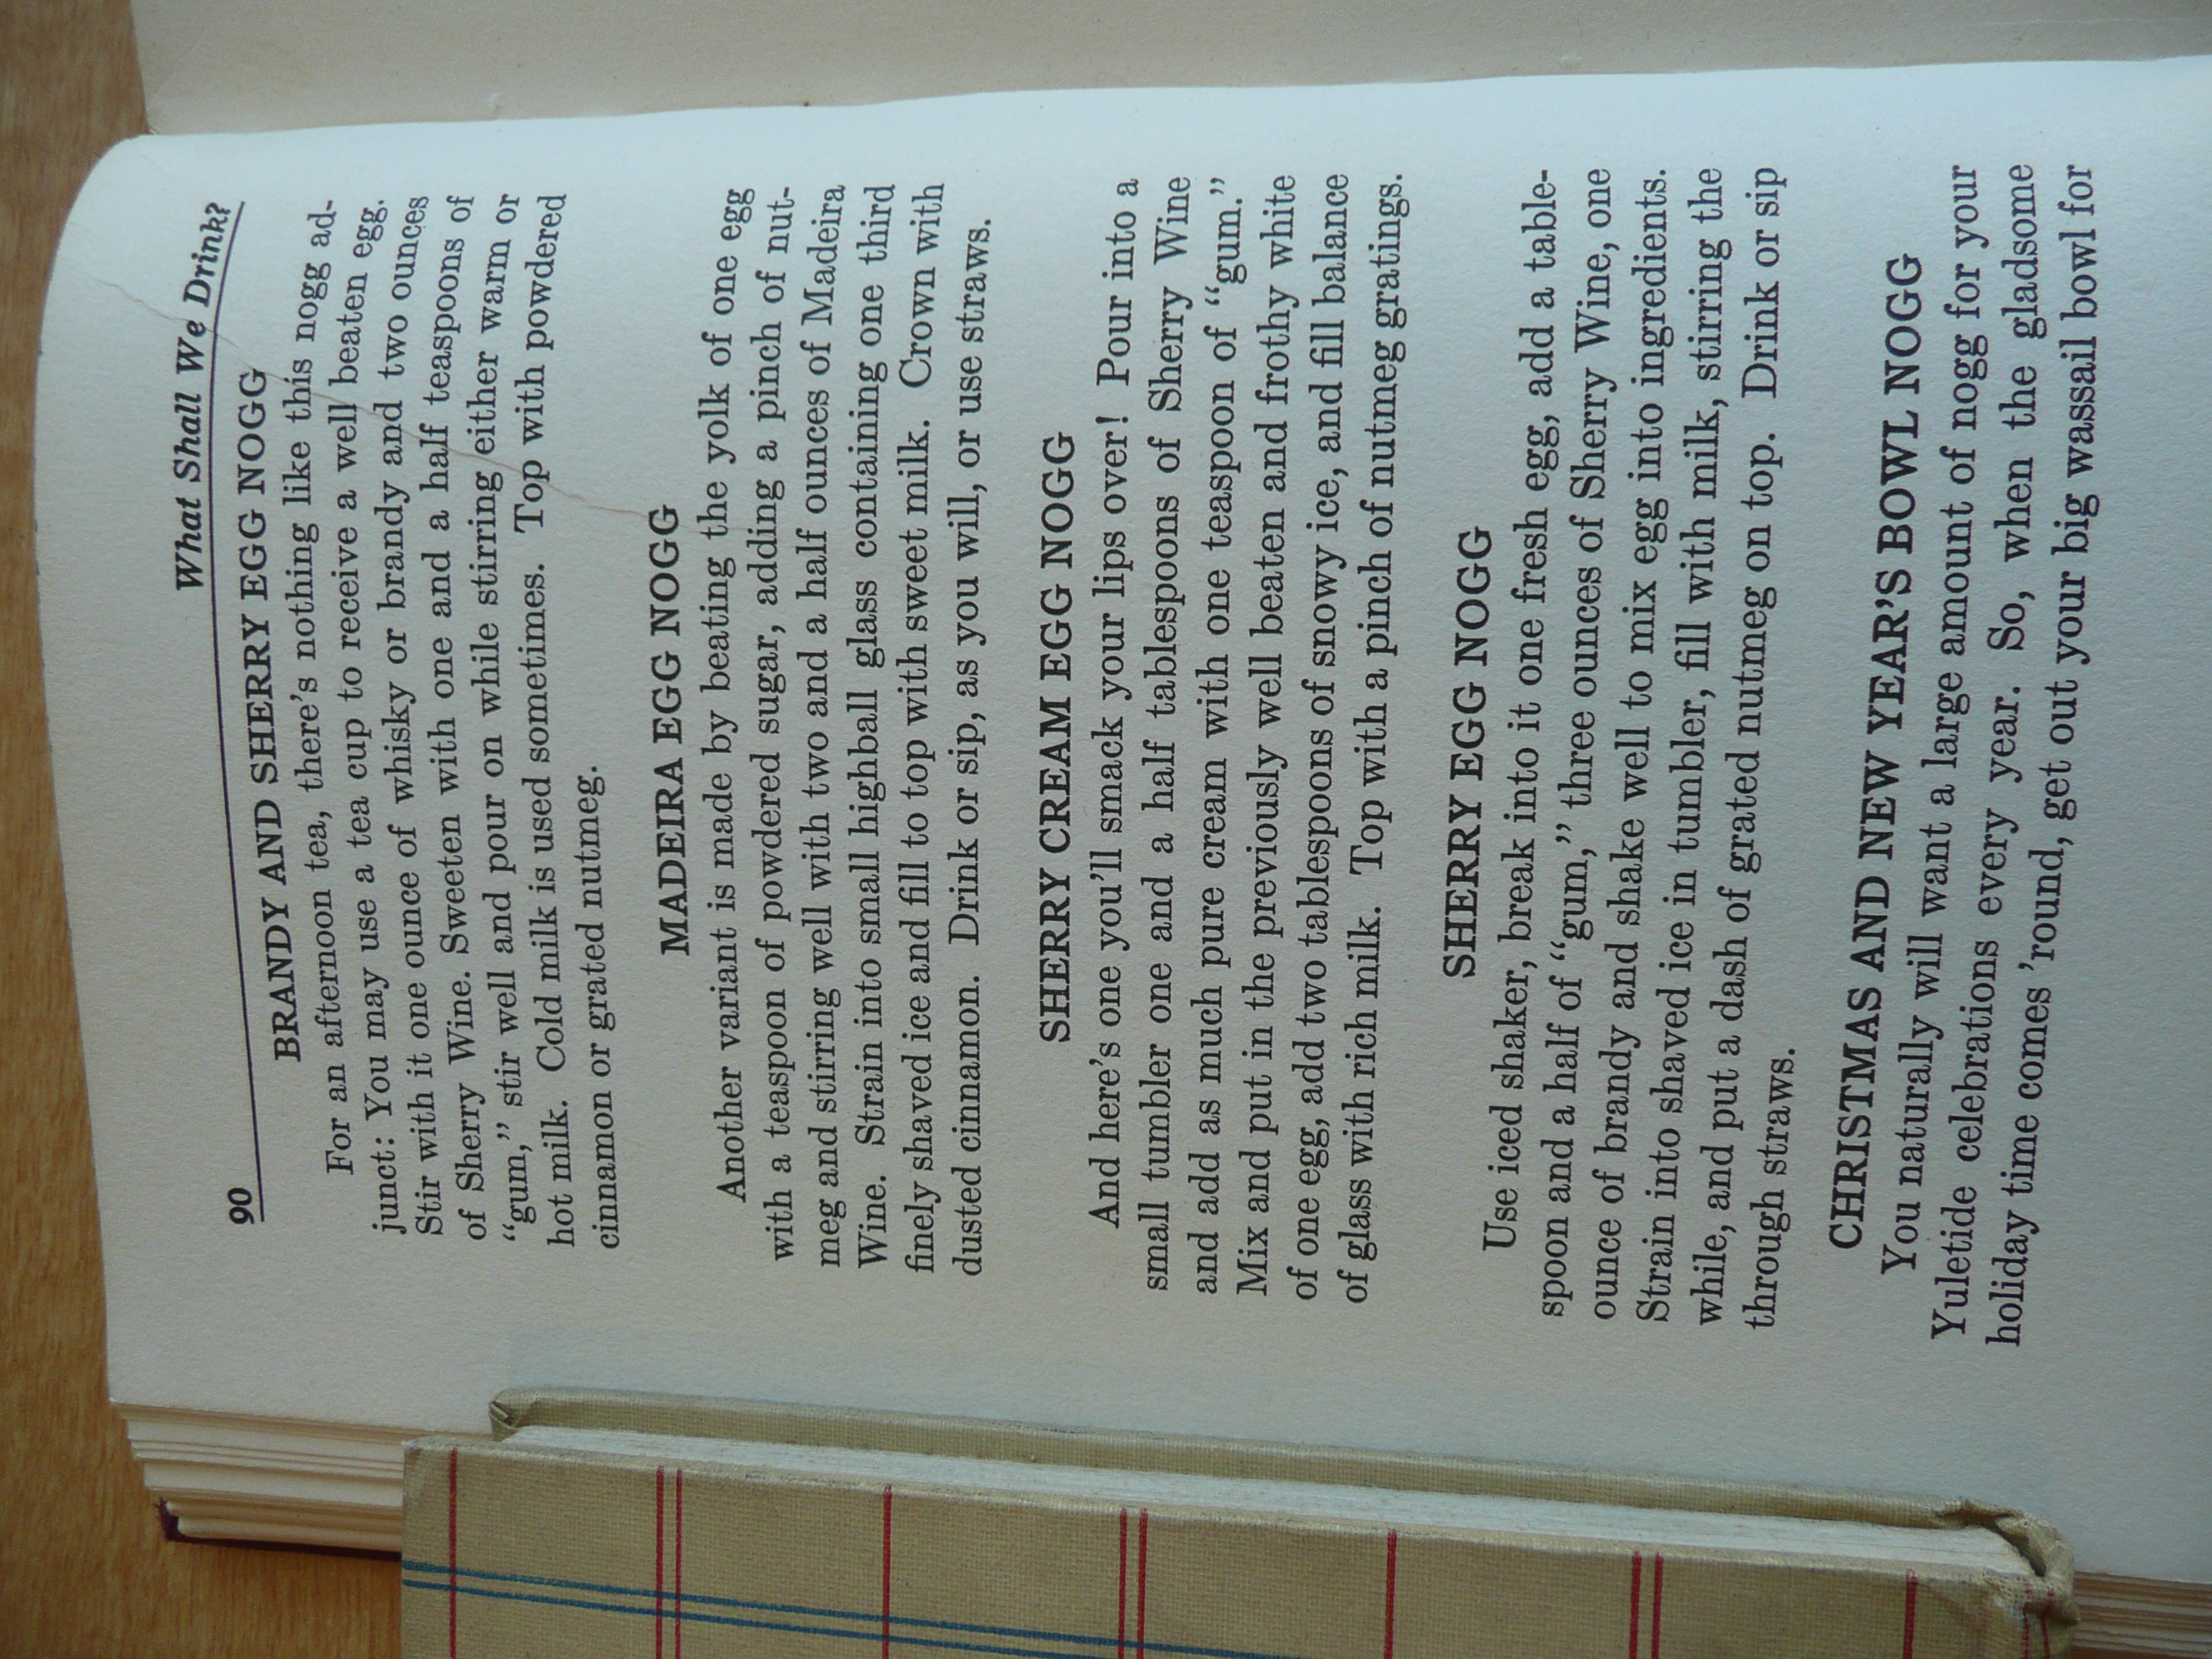 90
What Shall We Drink?
BRANDY AND SHERRY EGG NOGG
For an afternoon tea, there's nothing like this nogg ad-
junct: You may use a tea cup to receive a well beaten egg.
Stir with it one ounce of whisky or brandy and two ounces
of Sherry Wine. Sweeten with one and a half teaspoons of
“gum,” stir well and pour on while stirring either warm or
hot milk. Cold milk is used sometimes. Top with powdered
cinnamon or grated nutmeg.
MADEIRA EGG NOGG
Another variant is made by beating the yolk of one egg
with a teaspoon of powdered sugar, adding a pinch of nut-
meg and stirring well with two and a half ounces of Madeira
Wine. Strain into small highball glass containing one third
finely shaved ice and fill to top with sweet milk. Crown with
dusted cinnamon. Drink or sip, as you will, or use straws.
SHERRY CREAM EGG NOGG
And here's one you'll smack your lips over! Pour into a
small tumbler one and a half tablespoons of Sherry Wine
and add as much pure cream with one teaspoon of “gum.”
Mix and put in the previously well beaten and frothy white
of one egg, add two tablespoons of snowy ice, and fill balance
of glass with rich milk. Top with a pinch of nutmeg gratings.
SHERRY EGG NOGG
Use iced shaker, break into it one fresh egg, add a table-
spoon and a half of “gum,” three ounces of Sherry Wine, one
ounce of brandy and shake well to mix egg into ingredients.
Strain into shaved ice in tumbler, fill with milk, stirring the
while, and put a dash of grated nutmeg on top. Drink or sip
through straws.
CHRISTMAS AND NEW YEAR'S BOWL NOGG
You naturally will want a large amount of nogg for your
Yuletide celebrations every year. So, when the gladsome
holiday time comes 'round, get out your big wassail bowl for